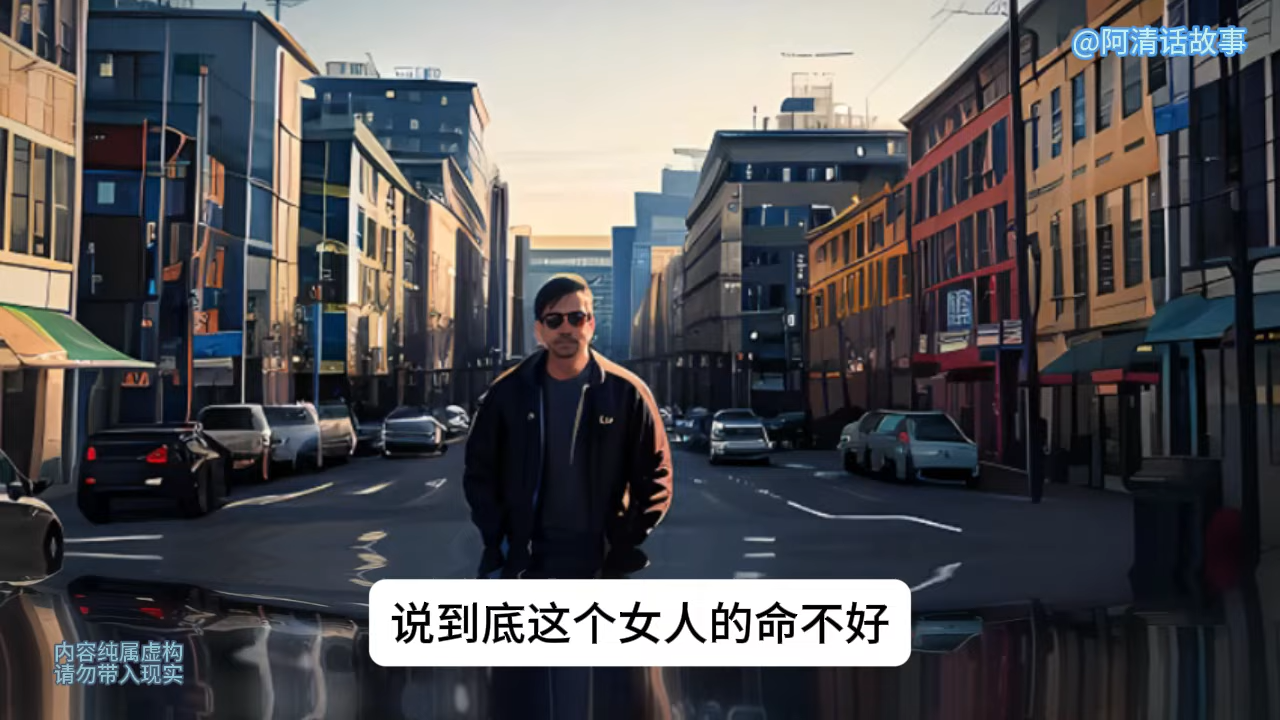 @阿清话故事
说到底这个女人的命不好
内容纯属虚构
请勿带入现实